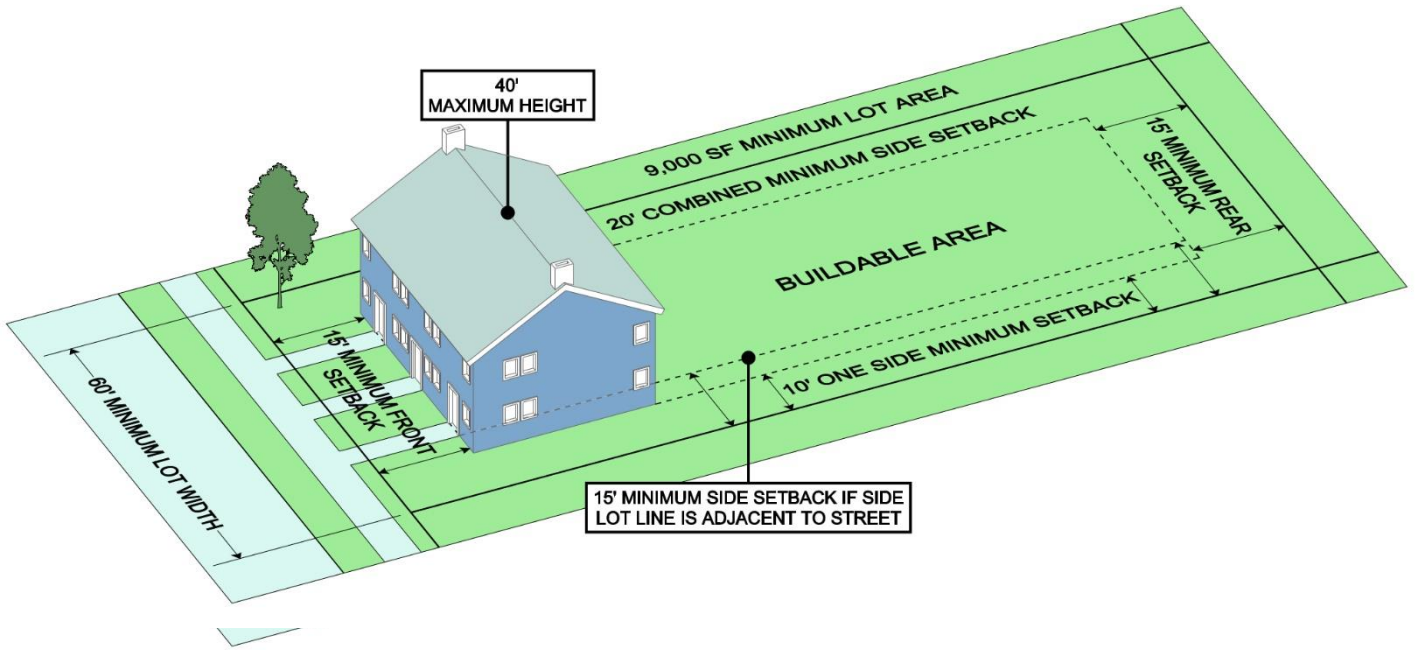 40'
MAXIMUM HEIGHT
9,000 SF MINIMUM LOT AREA
20' COMBINED MINIMUM SIDE SETBACK
15' MINIMUM REAR
SETBACK
BUILDABLE AREA
10' ONE SIDE MINIMUM SETBACK
15' MINIMUM FRONT
SETBACK
60' MINIMUM LOT WIDTH
15' MINIMUM SIDE SETBACK IF SIDE
LOT LINE IS ADJACENT TO STREET